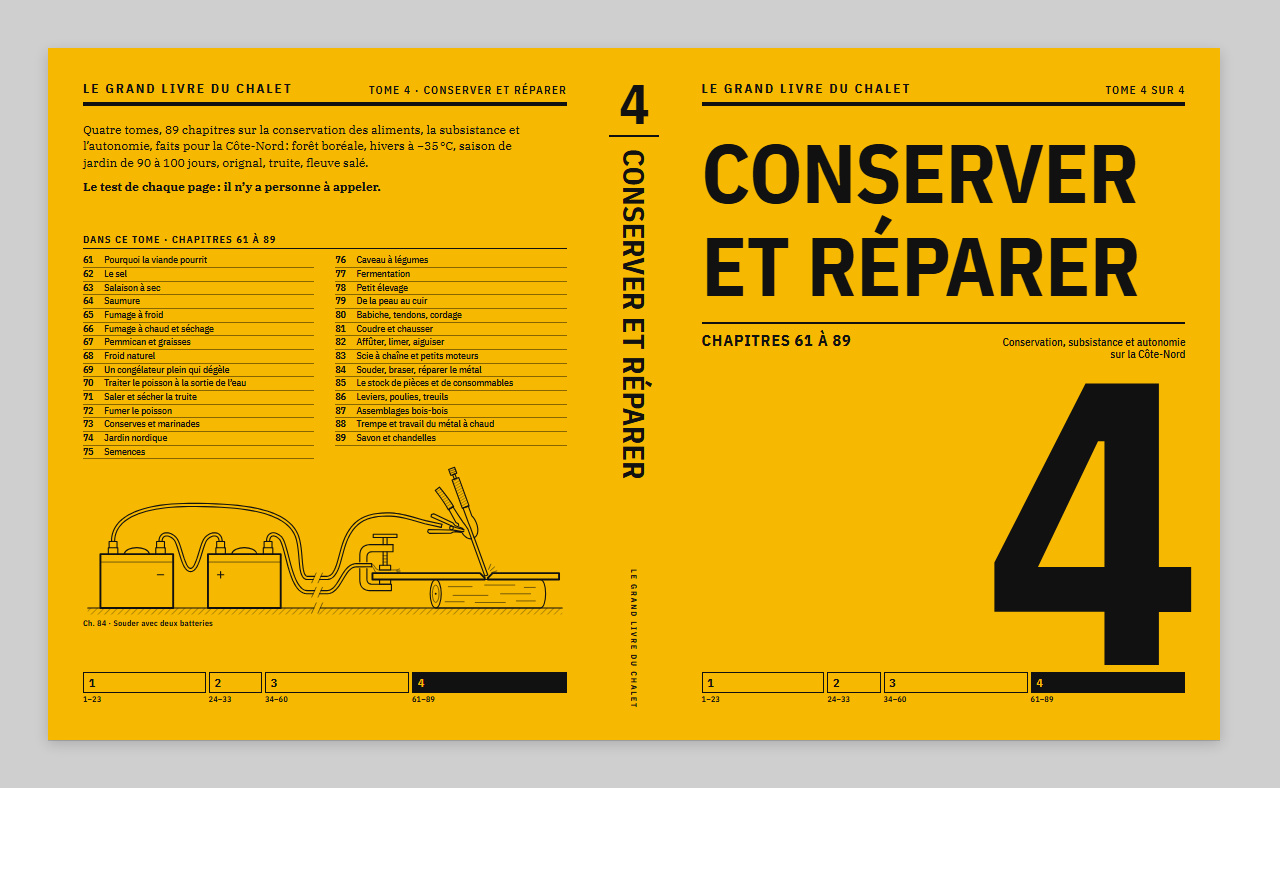 LE GRAND LIVRE DU CHALET
TOME 4 · CONSERVER ET RÉPARER
Quatre tomes, 89 chapitres sur la conservation des aliments, la subsistance et
l’autonomie, faits pour la Côte-Nord : forêt boréale, hivers à −35 °C, saison de
jardin de 90 à 100 jours, orignal, truite, fleuve salé.
Le test de chaque page : il n’y a personne à appeler.
DANS CE TOME · CHAPITRES 61 À 89
61 Pourquoi la viande pourrit
62 Le sel
63 Salaison à sec
64 Saumure
65 Fumage à froid
66 Fumage à chaud et séchage
67 Pemmican et graisses
68 Froid naturel
69 Un congélateur plein qui dégèle
70 Traiter le poisson à la sortie de l’eau
71 Saler et sécher la truite
72 Fumer le poisson
73 Conserves et marinades
74 Jardin nordique
75 Semences
76 Caveau à légumes
77 Fermentation
78 Petit élevage
79 De la peau au cuir
80 Babiche, tendons, cordage
81 Coudre et chausser
82 Affûter, limer, aiguiser
83 Scie à chaîne et petits moteurs
84 Souder, braser, réparer le métal
85 Le stock de pièces et de consommables
86 Leviers, poulies, treuils
87 Assemblages bois-bois
88 Trempe et travail du métal à chaud
89 Savon et chandelles
− +
Ch. 84 · Souder avec deux batteries
1 2 3 4
1–23 24–33 34–60 61–89
4
CONSERVER ET RÉPARER
LE GRAND LIVRE DU CHALET
LE GRAND LIVRE DU CHALET
TOME 4 SUR 4
CONSERVER
ET RÉPARER
CHAPITRES 61 À 89
Conservation, subsistance et autonomie
sur la Côte-Nord
4
1 2 3 4
1–23 24–33 34–60 61–89